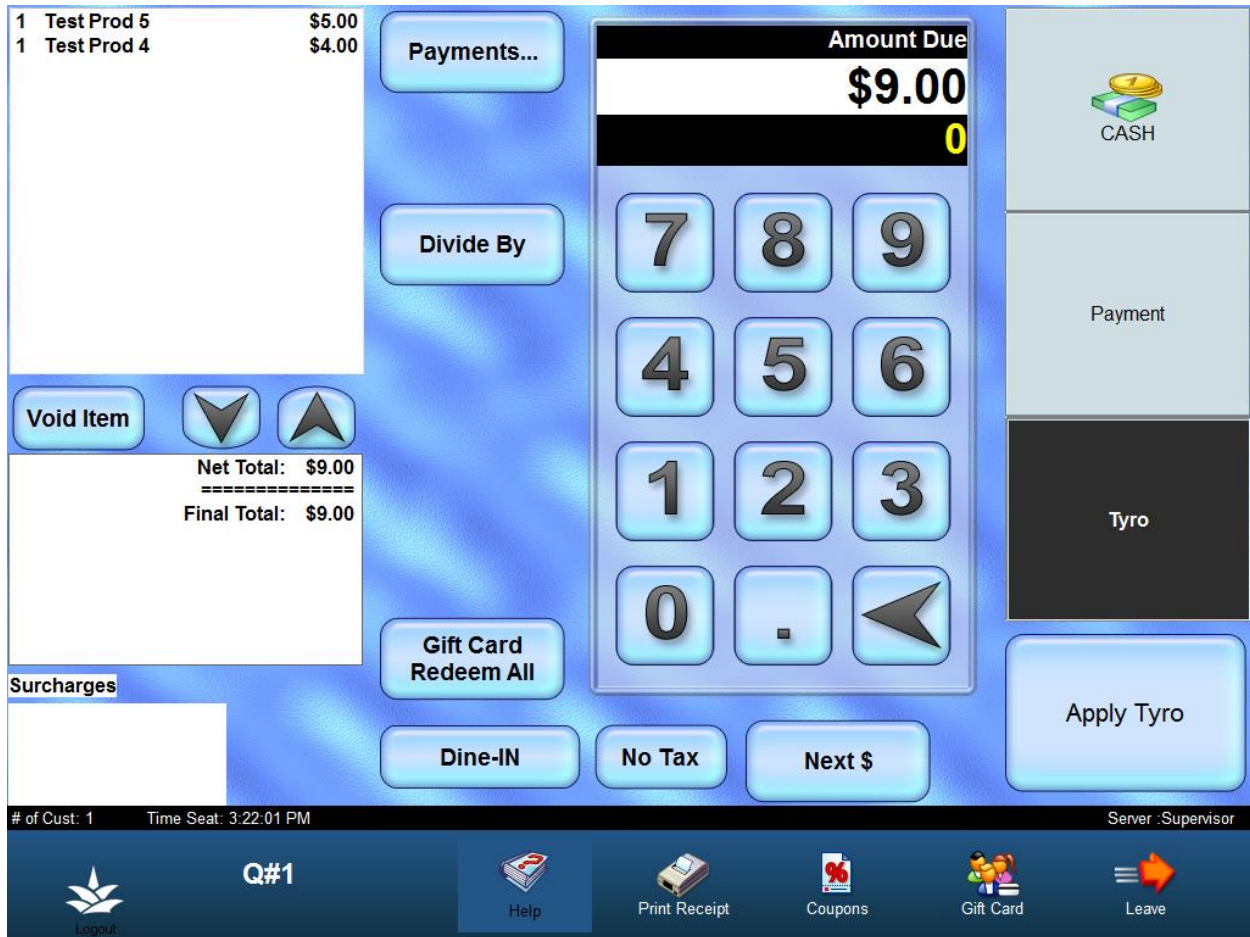 1 Test Prod 5 $5.00
1 Test Prod 4 $4.00
Void Item
Net Total: $9.00
==============
Final Total: $9.00
Surcharges
Payments...
Divide By
Gift Card
Redeem All
Dine-IN
No Tax
Next $
Amount Due
$9.00
0
7 8 9
4 5 6
1 2 3
0 .
CASH
Payment
Tyro
Apply Tyro
# of Cust: 1 Time Seat: 3:22:01 PM Server :Supervisor
Logout
Q#1
Help
Print Receipt
%
Coupons
Gift Card
Leave